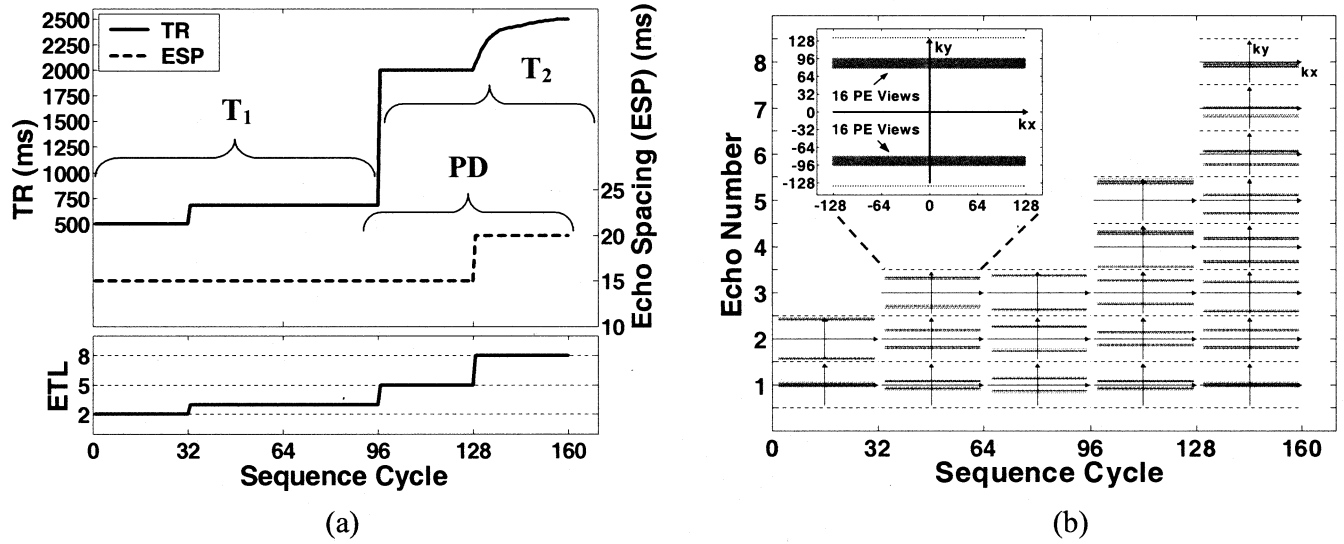 TR
ESP
2500
2250
2000
1750
1500
1250
1000
750
500
TR (ms)
T1
T2
PD
25
20
15
10
Echo Spacing (ESP) (ms)
8
5
2
ETL
0 32 64 96 128 160
Sequence Cycle
(a)
8
7
6
5
4
3
2
1
Echo Number
128
96
64
32
0
-32
-64
-96
-128
ky
16 PE Views
kx
16 PE Views
-128 -64 0 64 128
ky
kx
0 32 64 96 128 160
Sequence Cycle
(b)